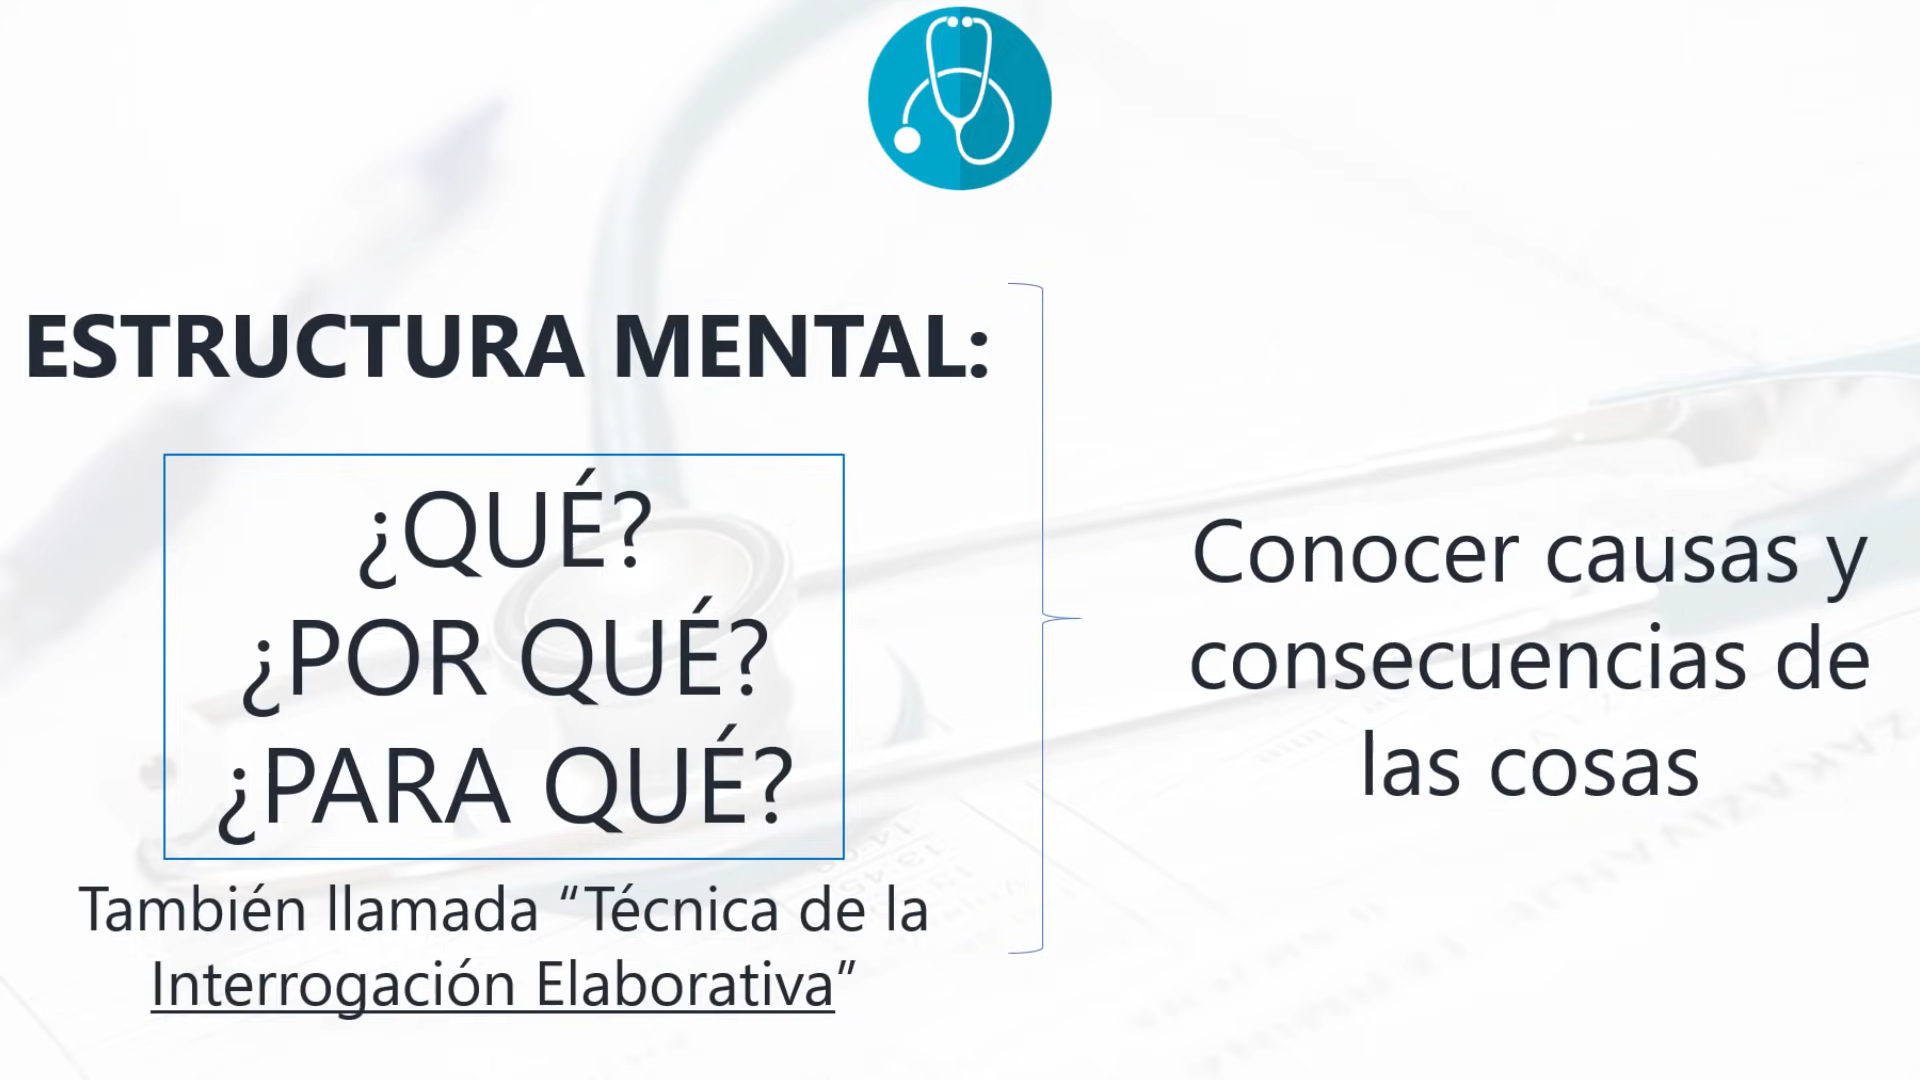 ESTRUCTURA MENTAL:
¿QUÉ?
¿POR QUÉ?
¿PARA QUÉ?
También llamada “Técnica de la
Interrogación Elaborativa”
Conocer causas y
consecuencias de
las cosas